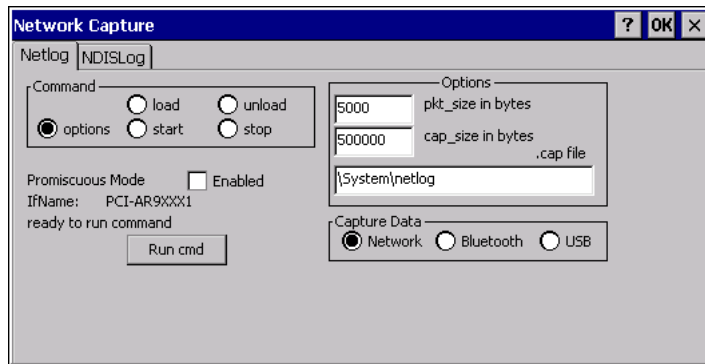 Network Capture ? OK ×
Netlog NDISLog
Command
load unload
options start stop
Options
5000 pkt_size in bytes
500000 cap_size in bytes
.cap file
\System\netlog
Promiscuous Mode Enabled
IfName: PCI-AR9XXX1
ready to run command
Run cmd
Capture Data
Network Bluetooth USB